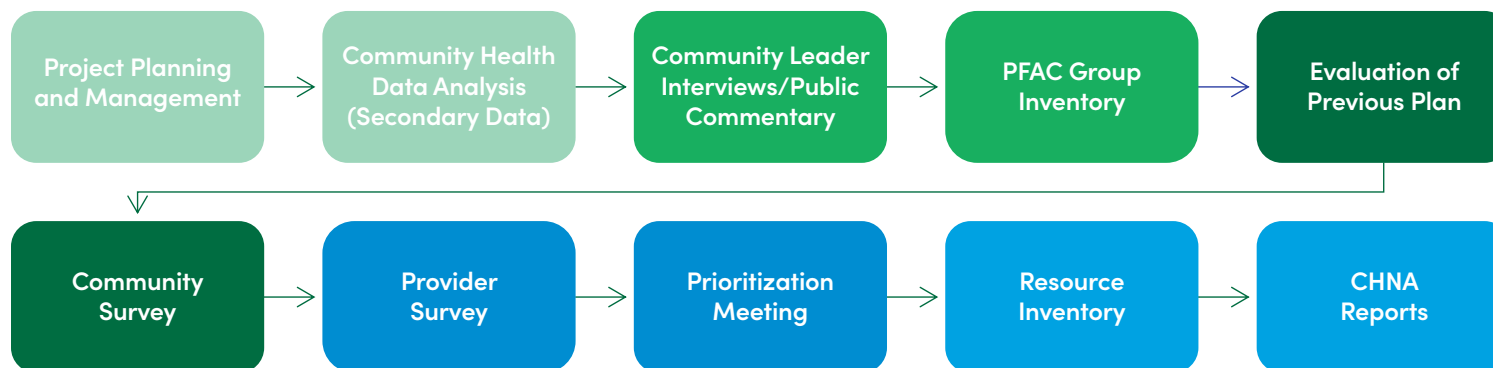 Project Planning
and Management
Community Health
Data Analysis
(Secondary Data)
Community Leader
Interviews/Public
Commentary
PFAC Group
Inventory
Evaluation of
Previous Plan
Community
Survey
Provider
Survey
Prioritization
Meeting
Resource
Inventory
CHNA
Reports